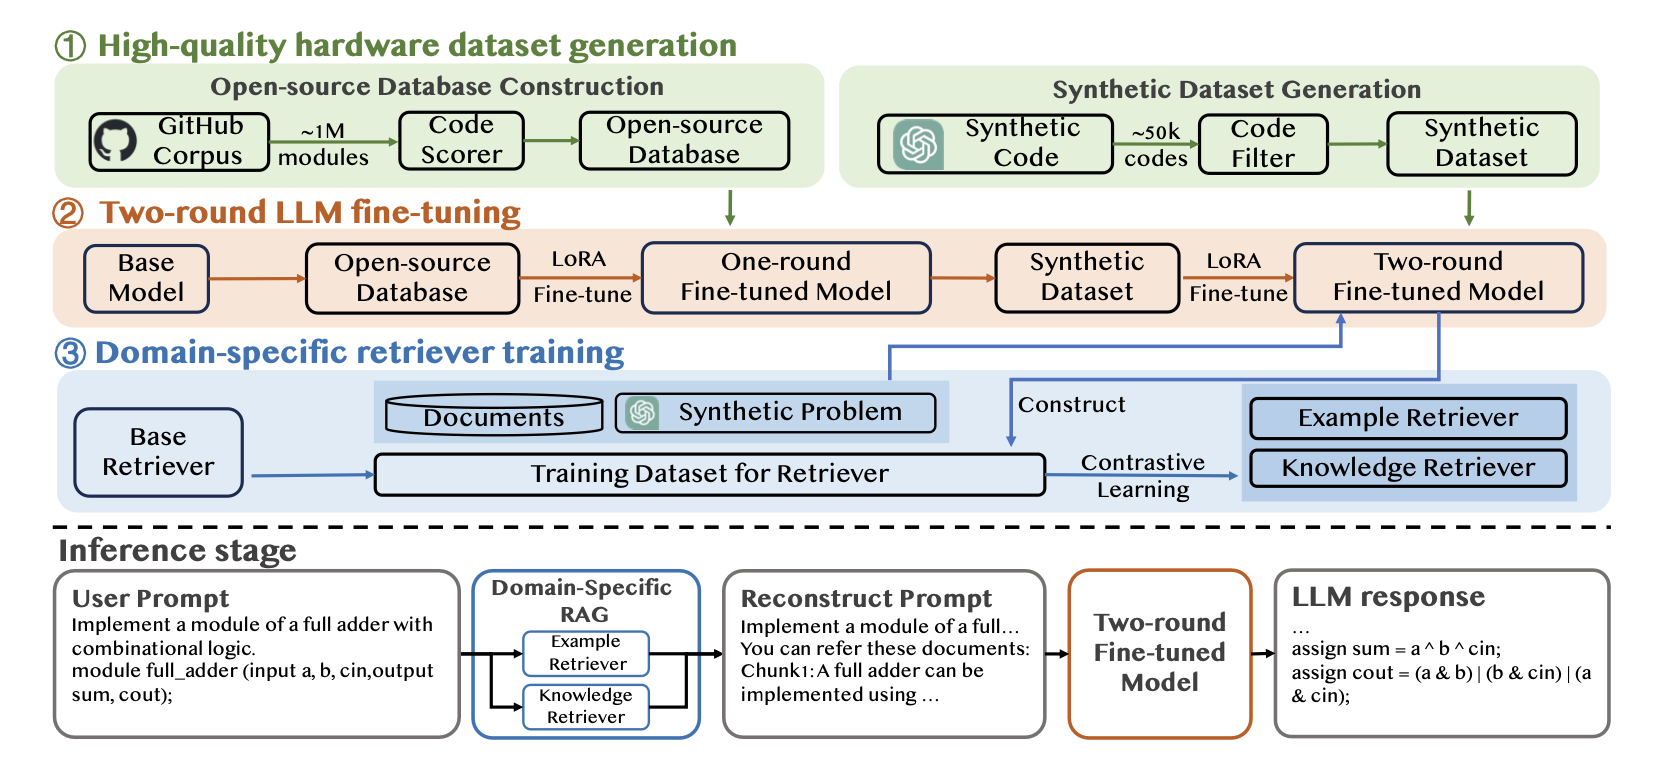 ① High-quality hardware dataset generation
Open-source Database Construction
GitHub
Corpus
~1M
modules
Code
Scorer
Open-source
Database
Synthetic Dataset Generation
Synthetic
Code
~50k
codes
Code
Filter
Synthetic
Dataset
② Two-round LLM fine-tuning
Base
Model
Open-source
Database
LoRA
Fine-tune
One-round
Fine-tuned Model
Synthetic
Dataset
LoRA
Fine-tune
Two-round
Fine-tuned Model
③ Domain-specific retriever training
Base
Retriever
Documents
Synthetic Problem
Training Dataset for Retriever
Construct
Contrastive
Learning
Example Retriever
Knowledge Retriever
Inference stage
User Prompt
Implement a module of a full adder with
combinational logic.
module full_adder (input a, b, cin,output
sum, cout);
Domain-Specific
RAG
Example
Retriever
Knowledge
Retriever
Reconstruct Prompt
Implement a module of a full...
You can refer these documents:
Chunk1: A full adder can be
implemented using ...
Two-round
Fine-tuned
Model
LLM response
...
assign sum = a ^ b ^ cin;
assign cout = (a & b) | (b & cin) | (a
& cin);